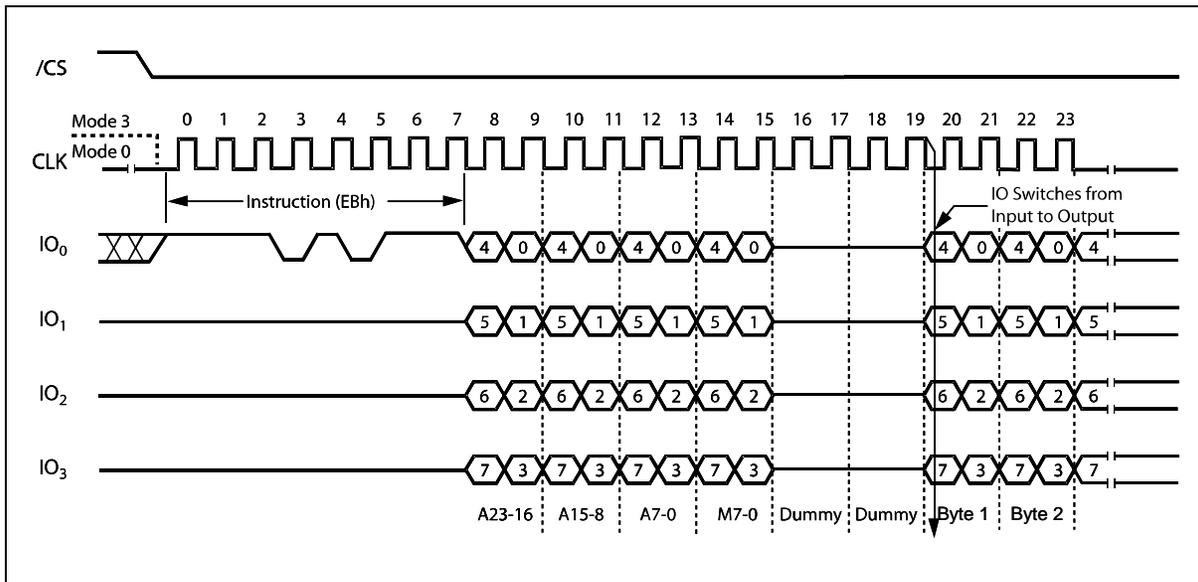 /CS
Mode 3
0 1 2 3 4 5 6 7 8 9 10 11 12 13 14 15 16 17 18 19 20 21 22 23
CLK Mode 0
Instruction (EBh)
IO Switches from
Input to Output
IO0 4 0 4 0 4 0 4 0 4 0 4 0 4
IO1 5 1 5 1 5 1 5 1 5 1 5 1 5
IO2 6 2 6 2 6 2 6 2 6 2 6 2 6
IO3 7 3 7 3 7 3 7 3 7 3 7 3 7
A23-16 A15-8 A7-0 M7-0 Dummy Dummy Byte 1 Byte 2